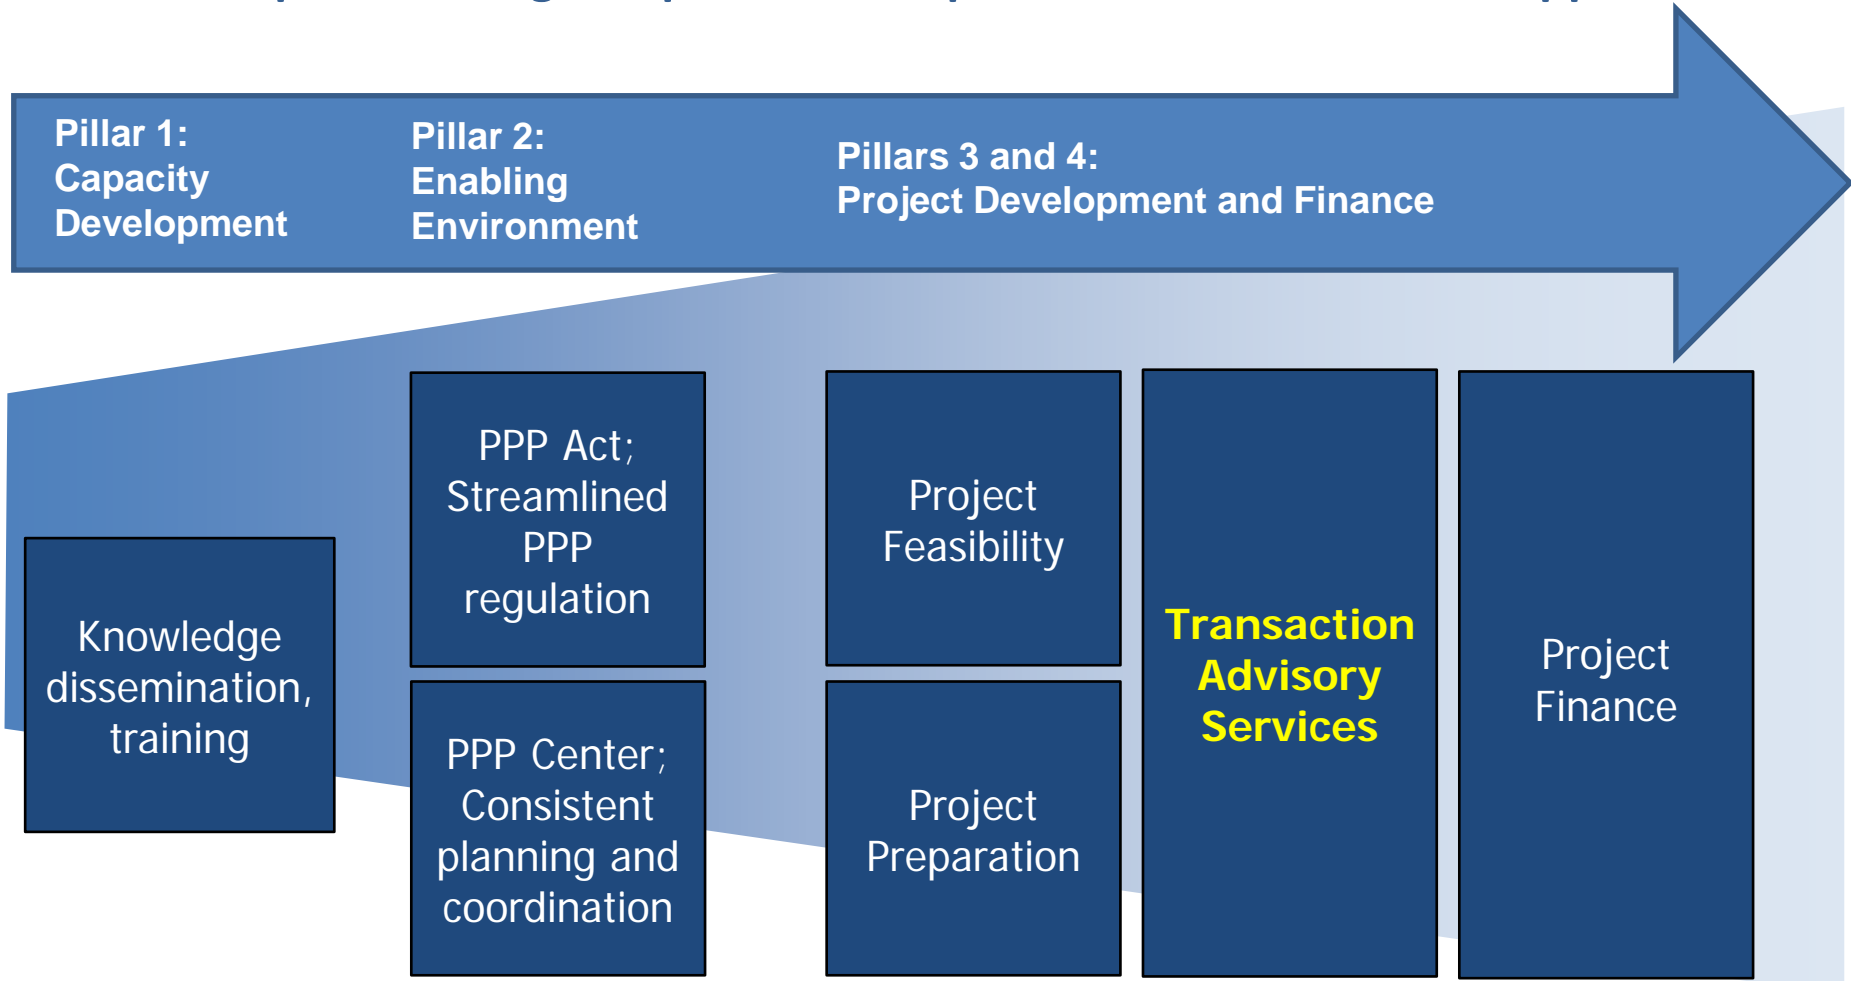 Pillar 1:
Capacity
Development
Pillar 2:
Enabling
Environment
Pillars 3 and 4:
Project Development and Finance
Knowledge
dissemination,
training
PPP Act;
Streamlined
PPP
regulation
PPP Center;
Consistent
planning and
coordination
Project
Feasibility
Project
Preparation
Transaction
Advisory
Services
Project
Finance